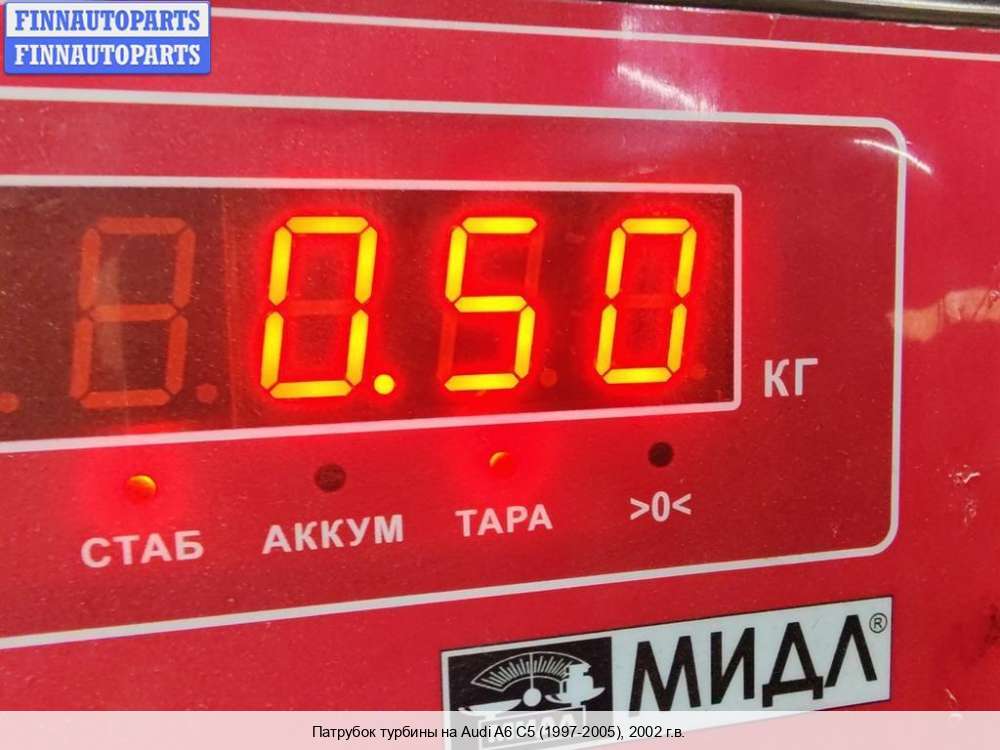 FINNAUTOPARTS
FINNAUTOPARTS
0.50
КГ
СТАБ
АККУМ
ТАРА
>0<
МИДЛ®
Патрубок турбины на Audi A6 C5 (1997-2005), 2002 г.в.